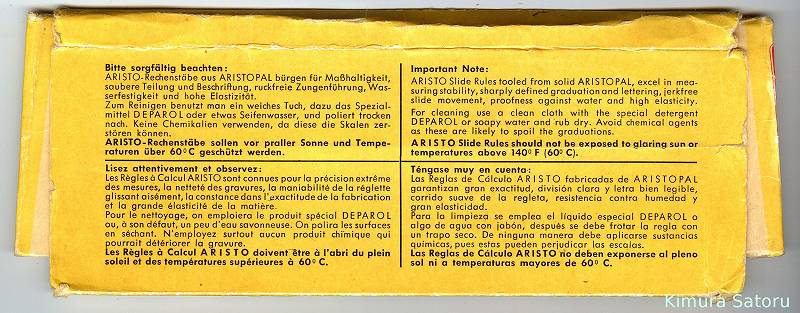 Bitte sorgfältig beachten:
ARISTO-Rechenstäbe aus ARISTOPAL bürgen für Maßhaltigkeit,
saubere Teilung und Beschriftung, ruckfreie Zungenführung, Was-
serfestigkeit und hohe Elastizität.
Zum Reinigen benutzt man ein weiches Tuch, dazu das Spezial-
mittel DEPAROL oder etwas Seifenwasser, und poliert trocken
nach. Keine Chemikalien verwenden, da diese die Skalen zer-
stören können.
ARISTO-Rechenstäbe sollen vor praller Sonne und Tempe-
raturen über 60°C geschützt werden.
Important Note:
ARISTO Slide Rules tooled from solid ARISTOPAL, excel in mea-
suring stability, sharply defined graduation and lettering, jerkfree
slide movement, proofness against water and high elasticity.
For cleaning use a clean cloth with the special detergent
DEPAROL or soapy water and rub dry. Avoid chemical agents
as these are likely to spoil the graduations.
ARISTO Slide Rules should not be exposed to glaring sun or
temperatures above 140° F (60° C).
Lisez attentivement et observez:
Les Règles à Calcul ARISTO sont connues pour la précision extrême
des mesures, la netteté des gravures, la maniabilité de la réglette
glissant aisément, la constance dans l'exactitude de la fabrication
et la grande élasticité de la matière.
Pour le nettoyage, on emploiera le produit spécial DEPAROL
ou, à son défaut, un peu d'eau savonneuse. On polira les surfaces
en séchant. N'employez surtout aucun produit chimique qui
pourrait détériorer la gravure.
Les Règles à Calcul ARISTO doivent être à l'abri du plein
soleil et des températures supérieures à 60° C.
Téngase muy en cuenta:
Las Reglas de Cálculo ARISTO fabricadas de ARISTOPAL
garantizan gran exactitud, división clara y letra bien legible,
corrido suave de la regleta, resistencia contra humedad y
gran elasticidad.
Para la limpieza se emplea el líquido especial DEPAROL o
algo de agua con jabón, después se debe frotar la regla con
un trapo seco. De ninguna manera debe aplicarse sustancias
químicas, pues estas pueden perjudicar las escalas.
Las Reglas de Cálculo ARISTO no deben exponerse al pleno
sol ni a temperaturas mayores de 60° C.
Kimura Satoru